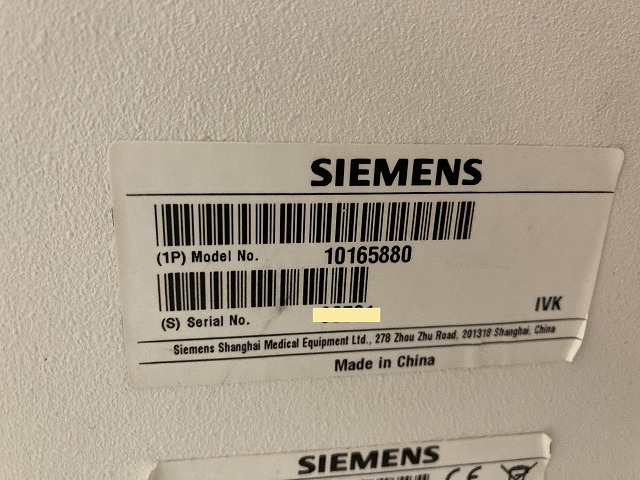 SIEMENS
(1P) Model No. 10165880
(S) Serial No.
IVK
Siemens Shanghai Medical Equipment Ltd., 278 Zhou Zhu Road, 201318 Shanghai, China
Made in China
SIEMENS
CE